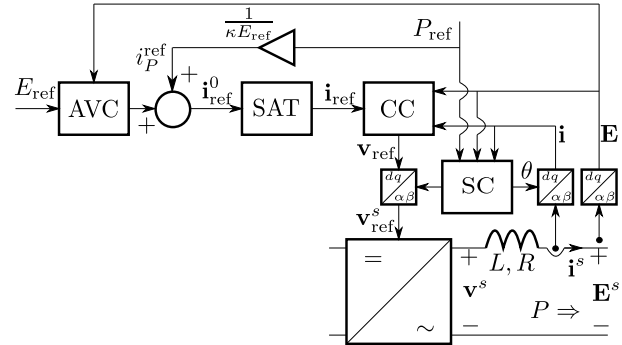 1
κE_ref
P_ref
i_P^ref
+
E_ref
AVC
+
i_ref^0
SAT
i_ref
CC
v_ref
i
E
dq
αβ
SC
θ
dq
αβ
dq
αβ
v_ref^s
=
∼
+
L, R
i^s
+
v^s
E^s
P ⇒
−
−